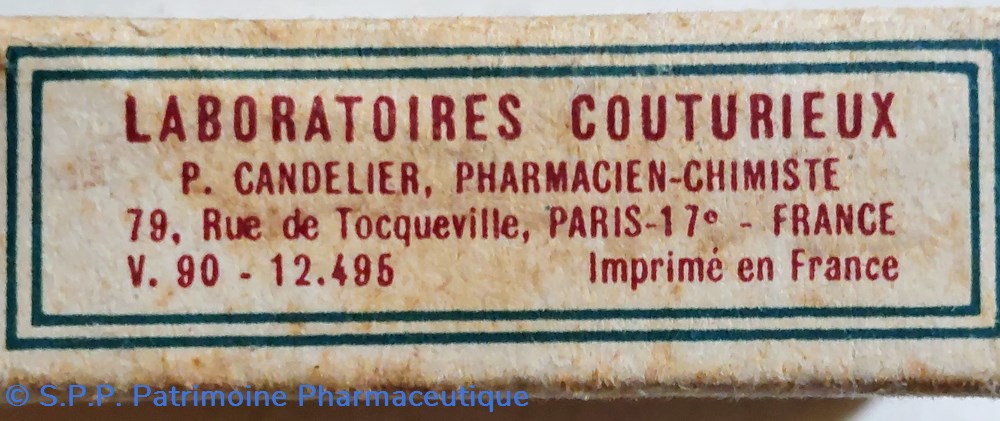 LABORATOIRES COUTURIEUX
P. CANDELIER, PHARMACIEN-CHIMISTE
79, Rue de Tocqueville, PARIS-17e - FRANCE
V. 90 - 12.495 Imprimé en France
© S.P.P. Patrimoine Pharmaceutique